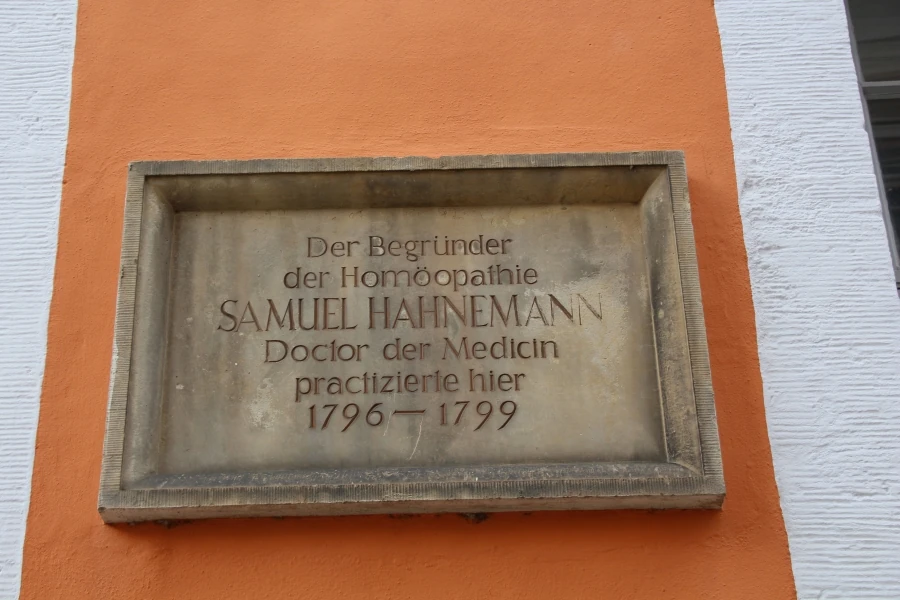 Der Begründer
der Homöopathie
SAMUEL HAHNEMANN
Doctor der Medicin
practizierte hier
1796 — 1799